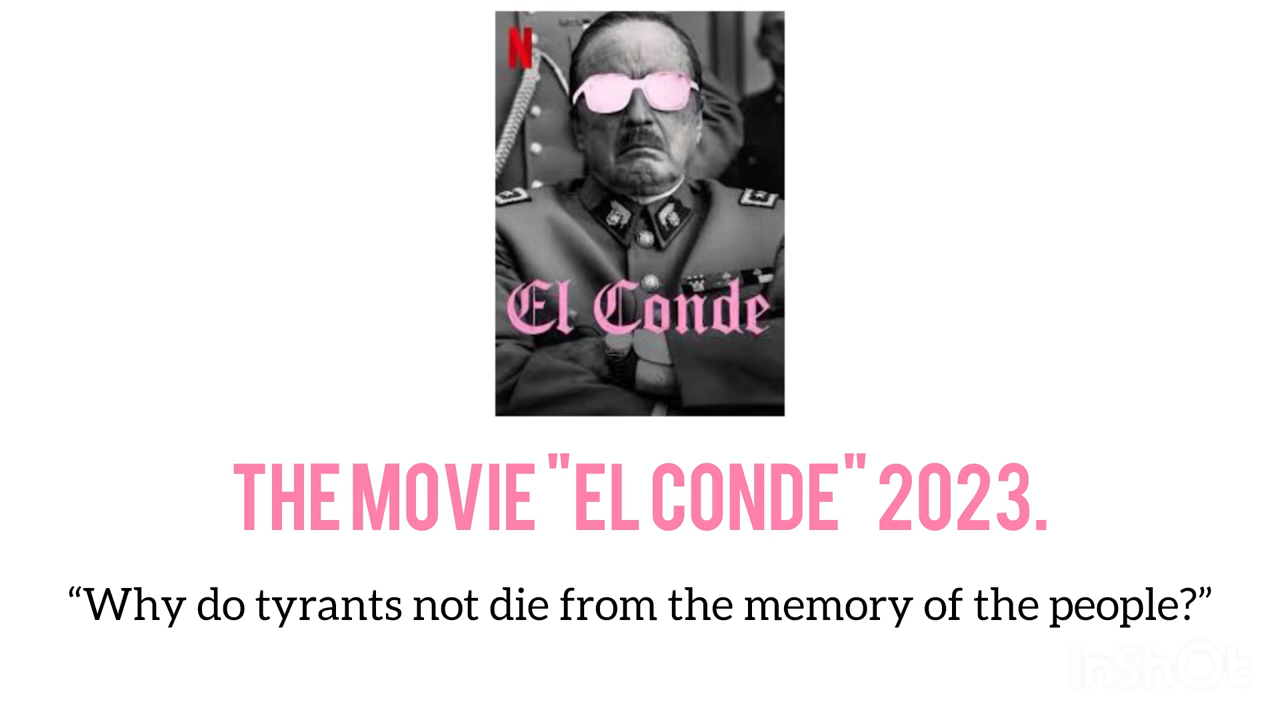 N
El Conde
THE MOVIE "EL CONDE" 2023.
“Why do tyrants not die from the memory of the people?”
InShOt